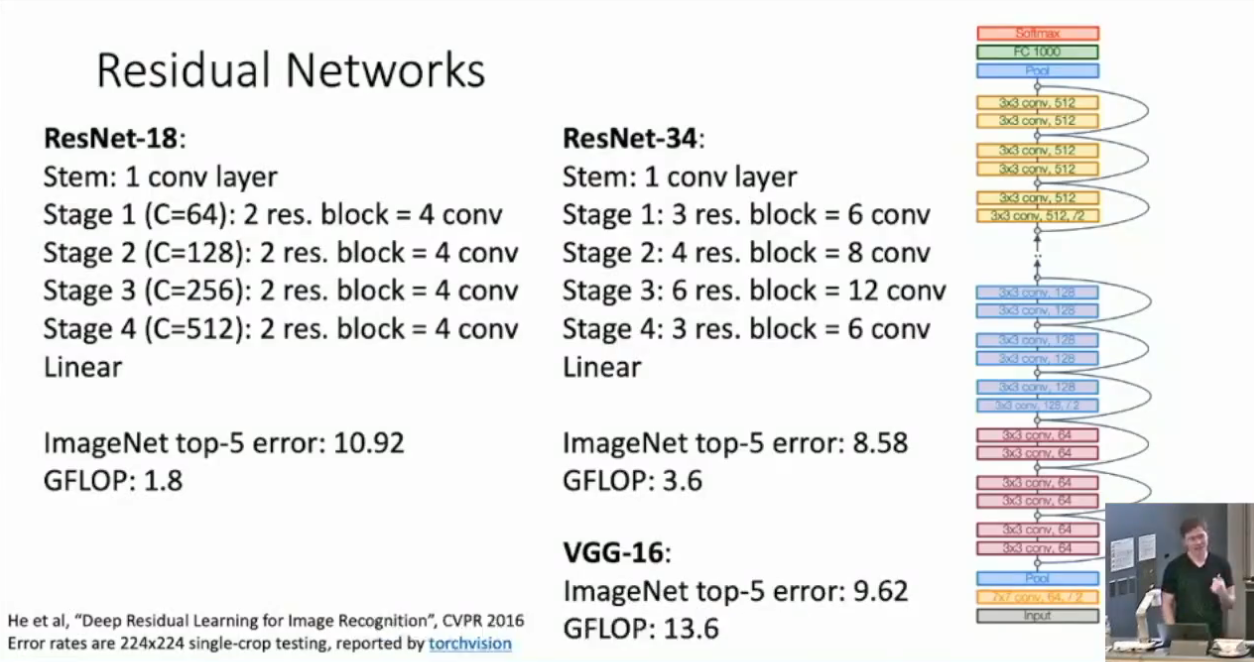 Residual Networks
ResNet-18:
Stem: 1 conv layer
Stage 1 (C=64): 2 res. block = 4 conv
Stage 2 (C=128): 2 res. block = 4 conv
Stage 3 (C=256): 2 res. block = 4 conv
Stage 4 (C=512): 2 res. block = 4 conv
Linear
ImageNet top-5 error: 10.92
GFLOP: 1.8
He et al, “Deep Residual Learning for Image Recognition”, CVPR 2016
Error rates are 224x224 single-crop testing, reported by torchvision
ResNet-34:
Stem: 1 conv layer
Stage 1: 3 res. block = 6 conv
Stage 2: 4 res. block = 8 conv
Stage 3: 6 res. block = 12 conv
Stage 4: 3 res. block = 6 conv
Linear
ImageNet top-5 error: 8.58
GFLOP: 3.6
VGG-16:
ImageNet top-5 error: 9.62
GFLOP: 13.6
Softmax
FC 1000
Pool
3x3 conv, 512
3x3 conv, 512
3x3 conv, 512
3x3 conv, 512
3x3 conv, 512
3x3 conv, 512, /2
3x3 conv, 128
3x3 conv, 128
3x3 conv, 128
3x3 conv, 128
3x3 conv, 128
3x3 conv, 128, / 2
3x3 conv, 64
3x3 conv, 64
3x3 conv, 64
3x3 conv, 64
3x3 conv, 64
3x3 conv, 64
Pool
7x7 conv, 64, / 2
Input